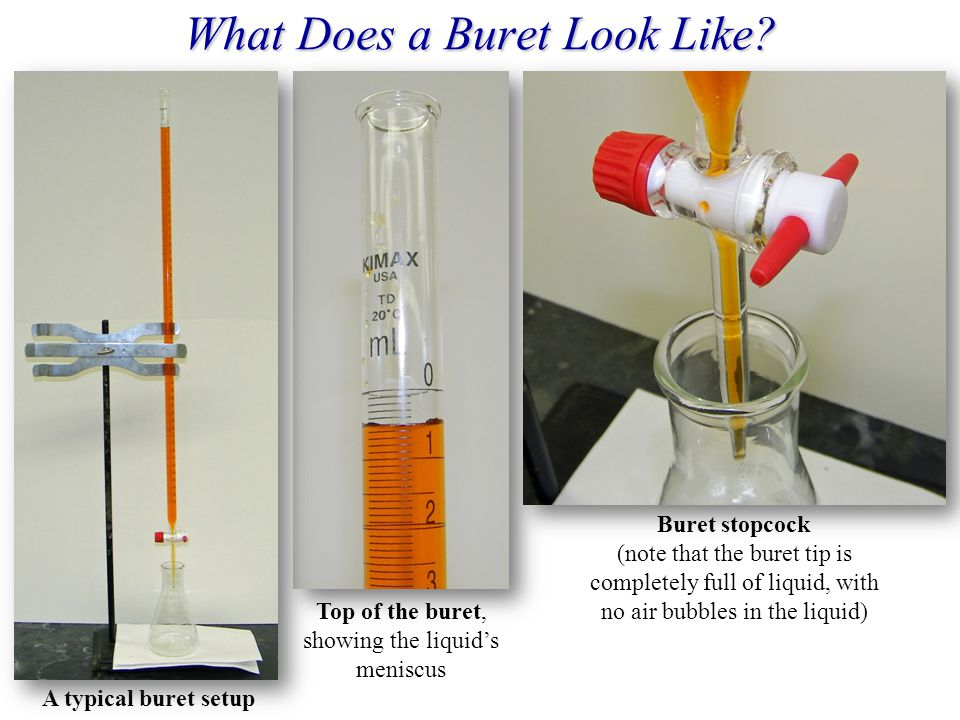 What Does a Buret Look Like?
KIMAX
USA
TD
20°C
mL
0
1
2
3
A typical buret setup
Top of the buret,
showing the liquid’s
meniscus
Buret stopcock
(note that the buret tip is
completely full of liquid, with
no air bubbles in the liquid)